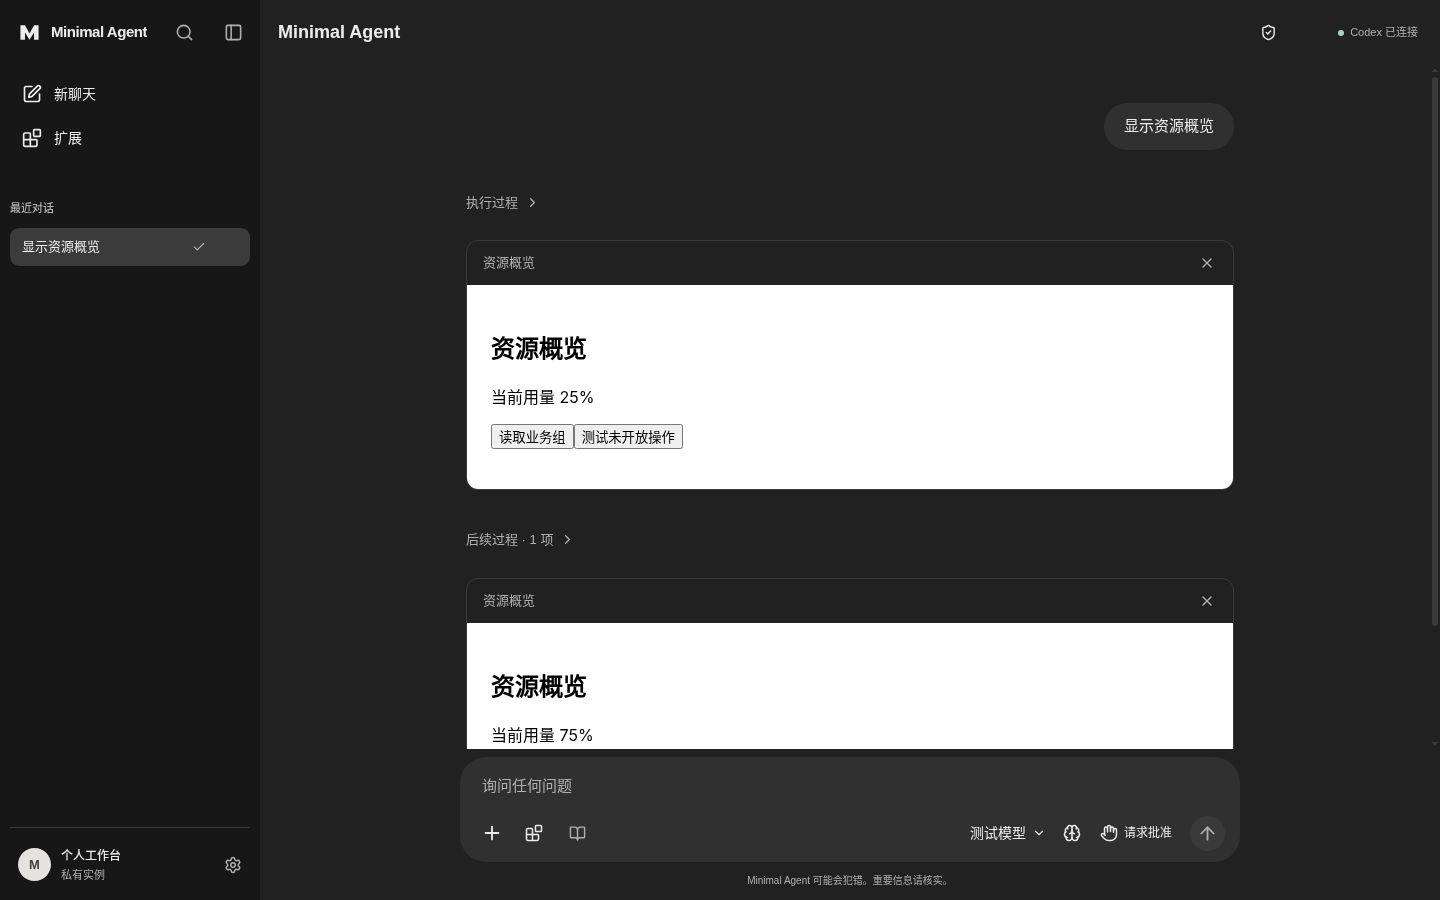 Minimal Agent
新聊天
扩展
最近对话
显示资源概览
M
个人工作台
私有实例
Minimal Agent
Codex 已连接
显示资源概览
执行过程
资源概览
资源概览
当前用量 25%
读取业务组 测试未开放操作
后续过程 · 1 项
资源概览
资源概览
当前用量 75%
询问任何问题
测试模型
请求批准
Minimal Agent 可能会犯错。重要信息请核实。